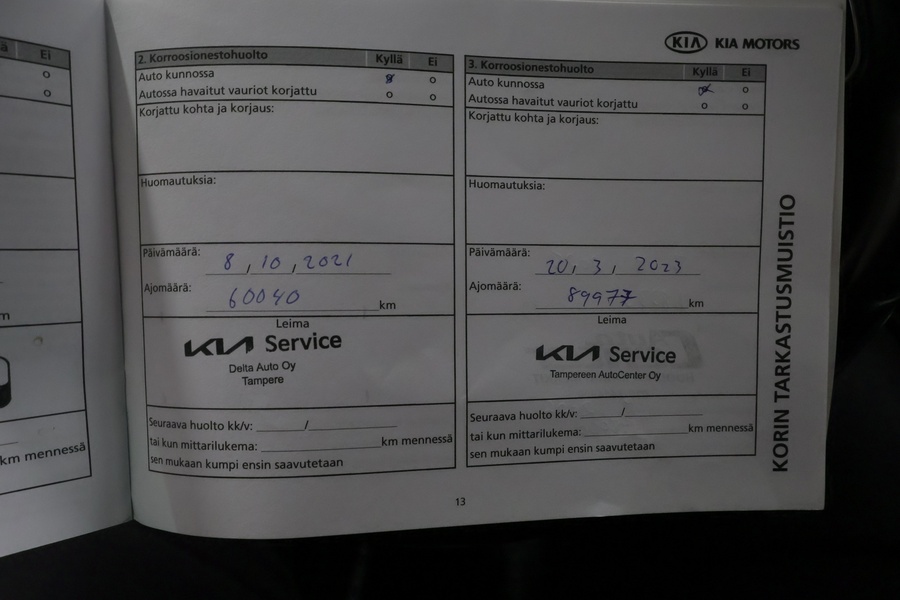 ä Ei
o
o
m
km mennessä
KIA KIA MOTORS
2. Korroosionestohuolto Kyllä Ei
Auto kunnossa o o
Autossa havaitut vauriot korjattu o o
Korjattu kohta ja korjaus:
Huomautuksia:
Päivämäärä: 8, 10, 2021
Ajomäärä: 60040 km
Leima
KIA Service
Delta Auto Oy
Tampere
Seuraava huolto kk/v: /
tai kun mittarilukema: km mennessä
sen mukaan kumpi ensin saavutetaan
3. Korroosionestohuolto Kyllä Ei
Auto kunnossa o o
Autossa havaitut vauriot korjattu o o
Korjattu kohta ja korjaus:
Huomautuksia:
Päivämäärä: 20, 3, 2023
Ajomäärä: 89977 km
Leima
KIA Service
Tampereen AutoCenter Oy
Seuraava huolto kk/v: /
tai kun mittarilukema: km mennessä
sen mukaan kumpi ensin saavutetaan
KORIN TARKASTUSMUISTIO
13